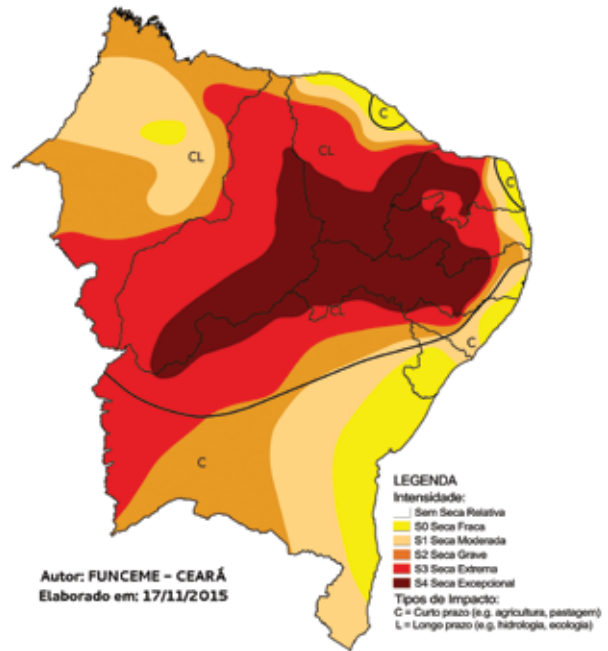 C
CL
CL
C
CL
C
C
LEGENDA
Intensidade:
Sem Seca Relativa
S0 Seca Fraca
S1 Seca Moderada
S2 Seca Grave
S3 Seca Extrema
S4 Seca Excepcional
Tipos de Impacto:
C = Curto prazo (e.g. agricultura, pastagem)
L = Longo prazo (e.g. hidrologia, ecologia)
Autor: FUNCEME – CEARÁ
Elaborado em: 17/11/2015